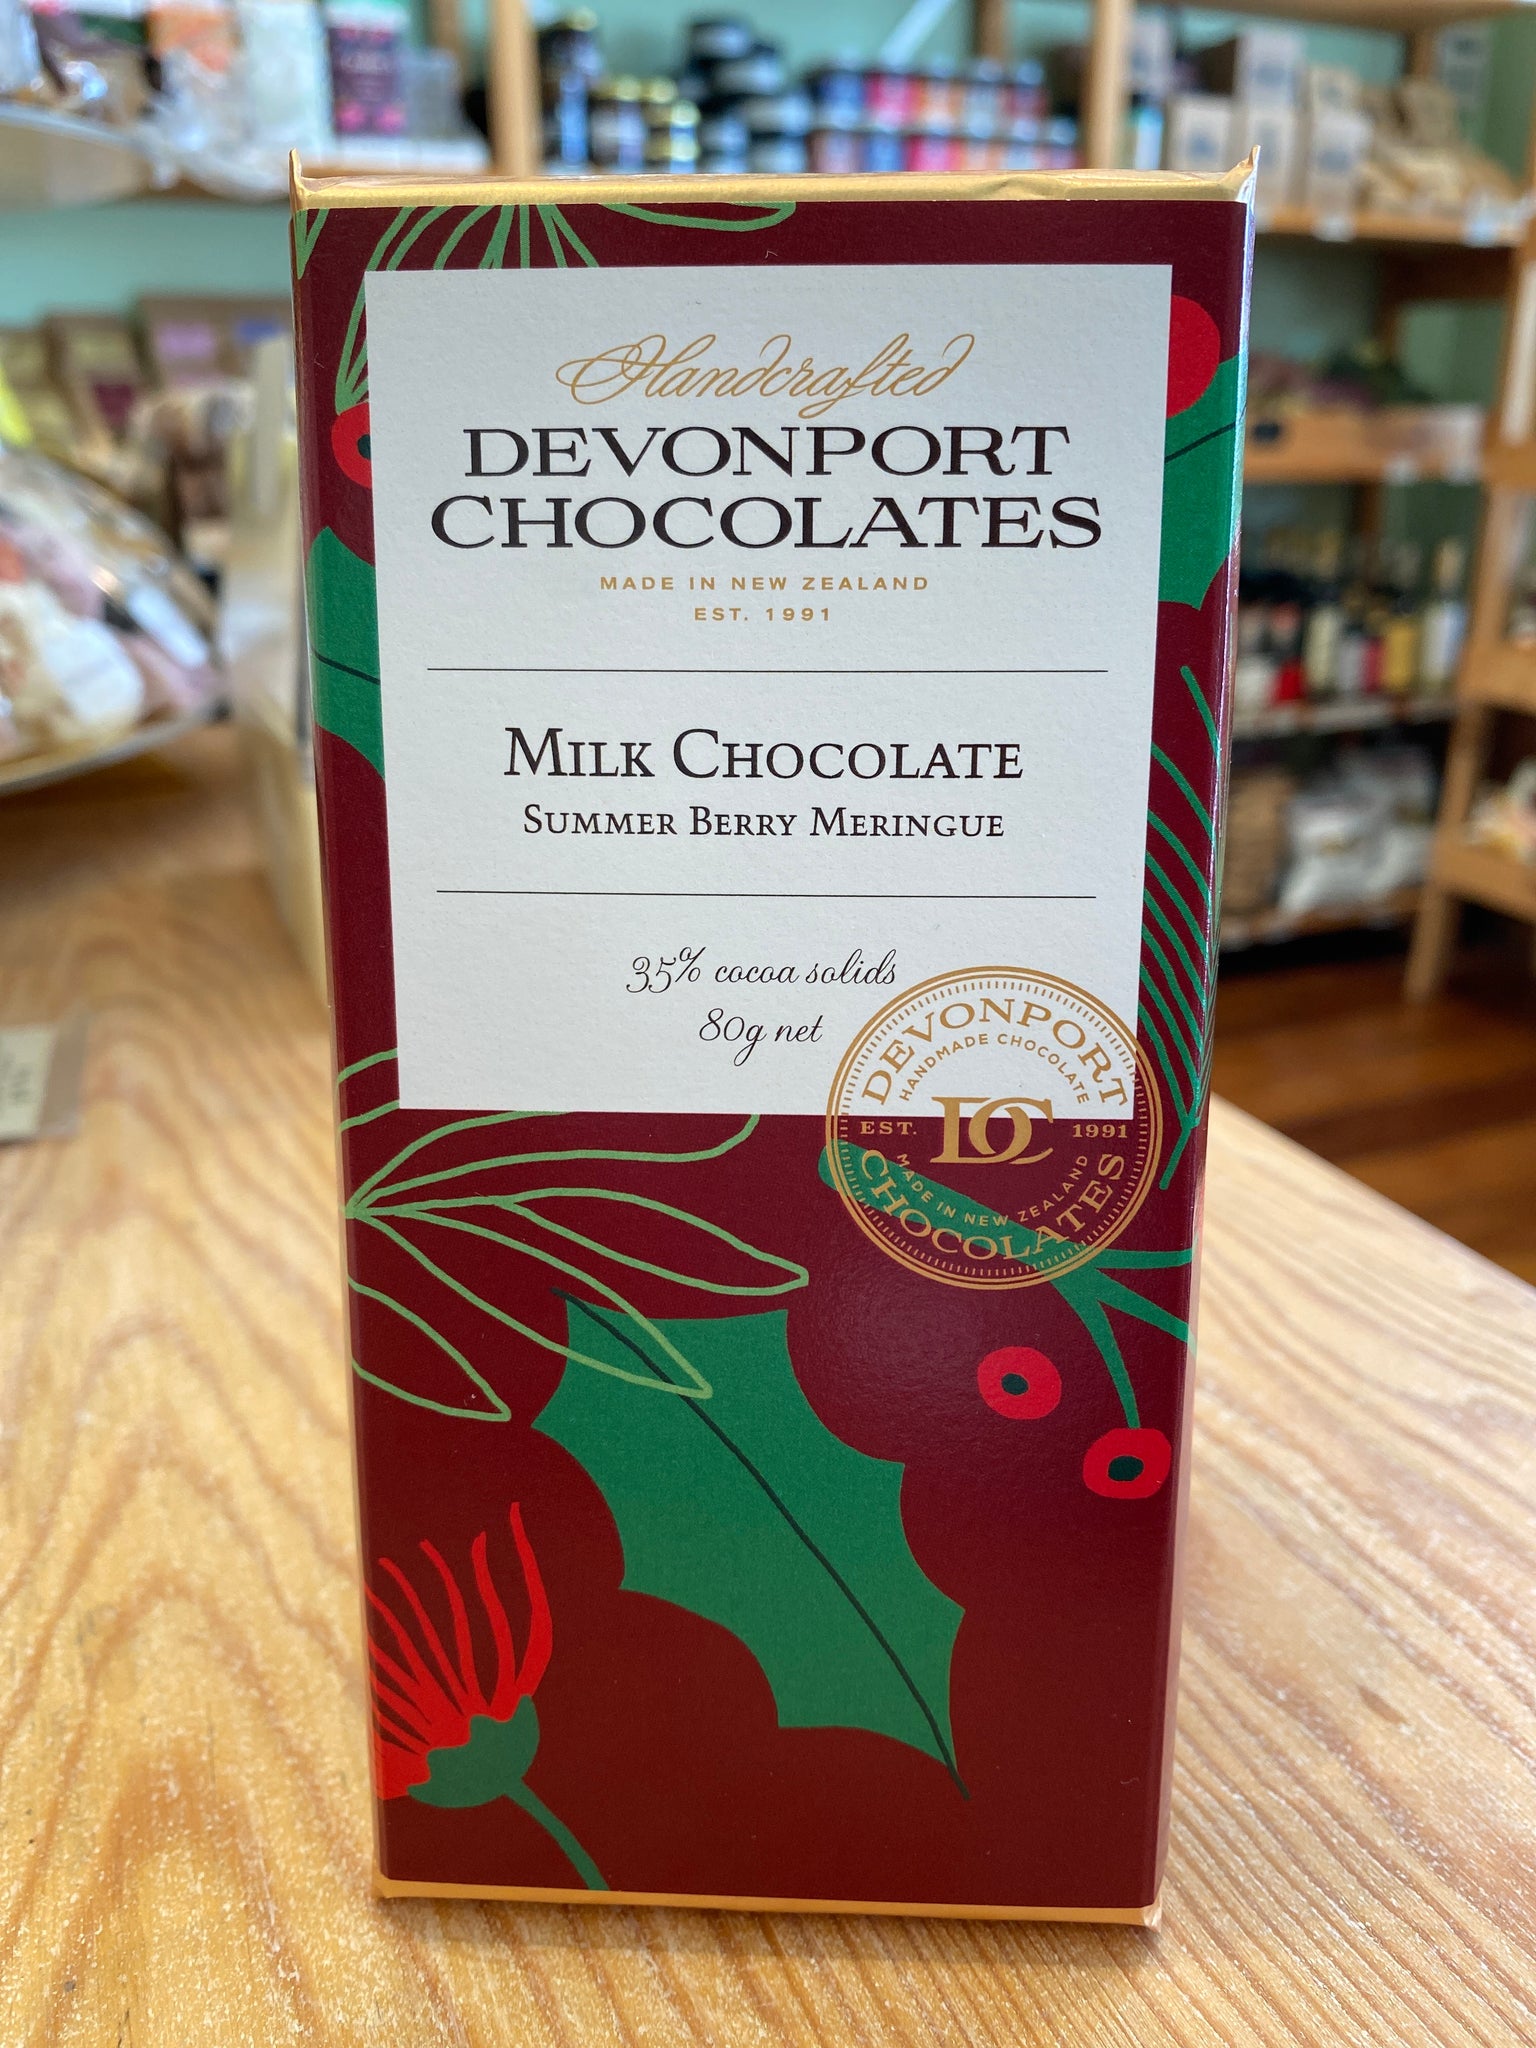 Handcrafted
DEVONPORT
CHOCOLATES
MADE IN NEW ZEALAND
EST. 1991
MILK CHOCOLATE
SUMMER BERRY MERINGUE
35% cocoa solids
80g net
DEVONPORT
HANDMADE CHOCOLATE
EST. DC 1991
MADE IN NEW ZEALAND
CHOCOLATES